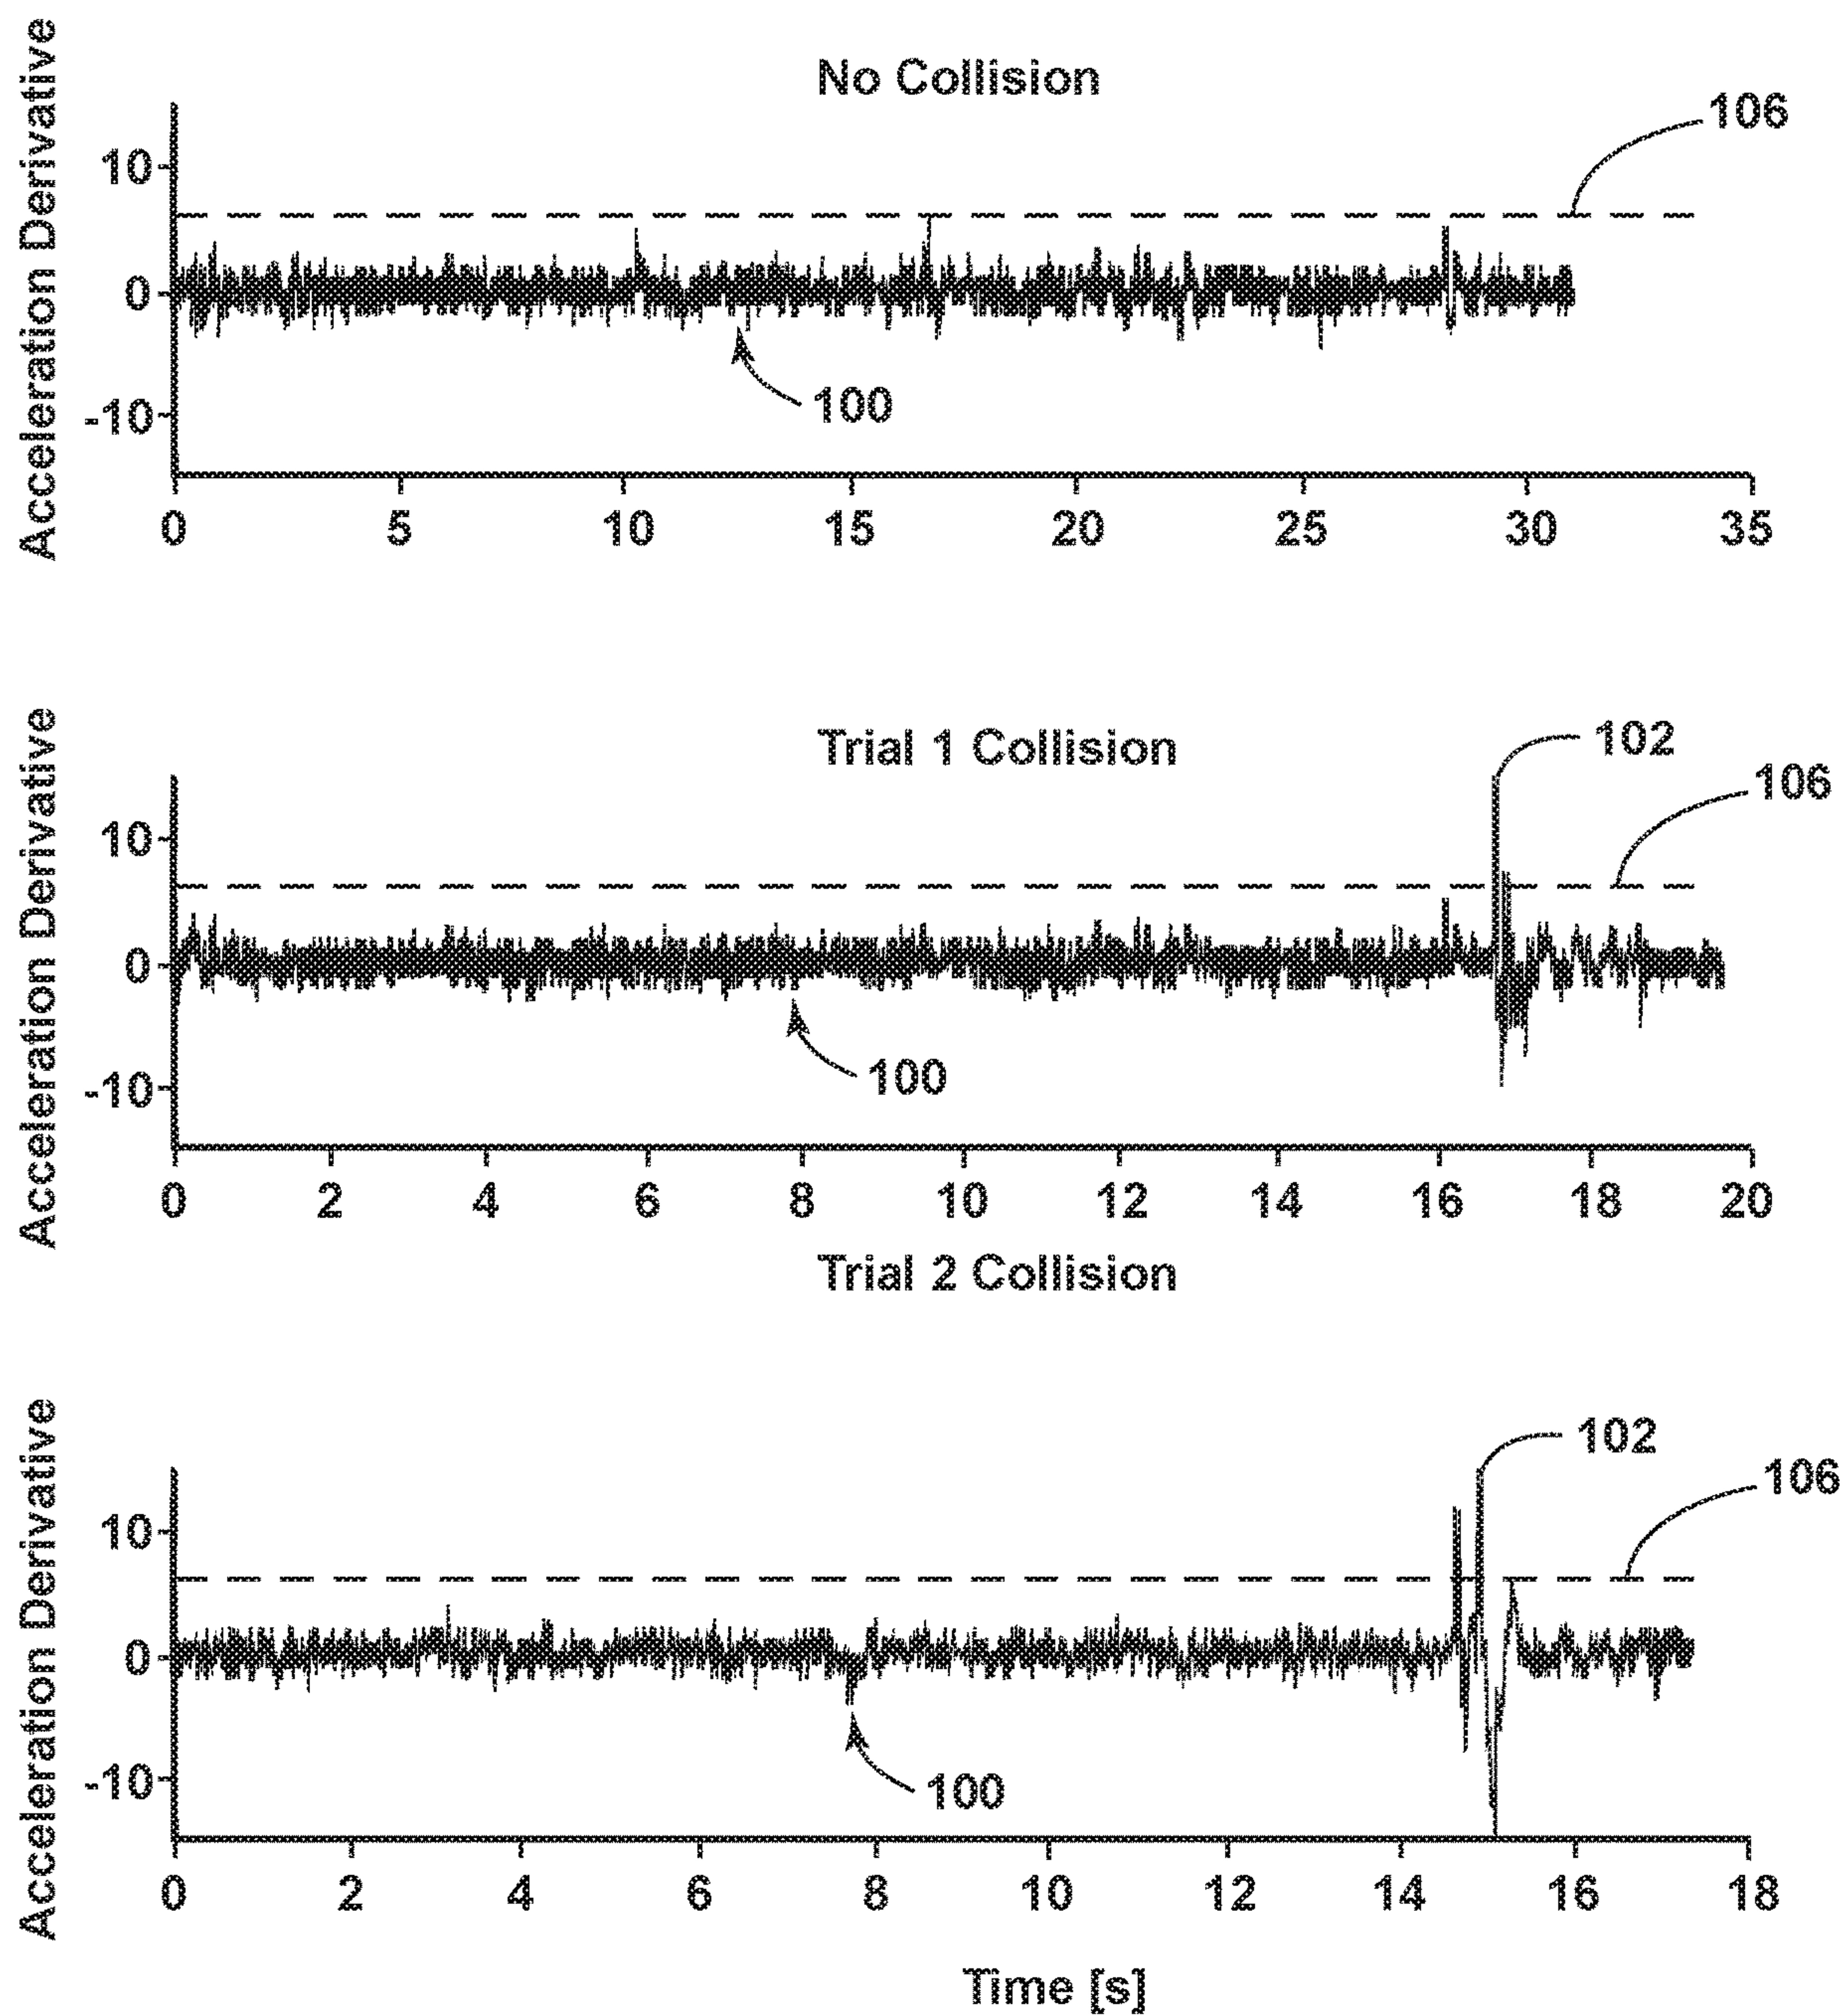 No Collision
106
Acceleration Derivative
10
0
-10
100
0 5 10 15 20 25 30 35
Trial 1 Collision
102
106
Acceleration Derivative
10
0
-10
100
0 2 4 6 8 10 12 14 16 18 20
Trial 2 Collision
102
106
Acceleration Derivative
10
0
-10
100
0 2 4 6 8 10 12 14 16 18
Time [s]